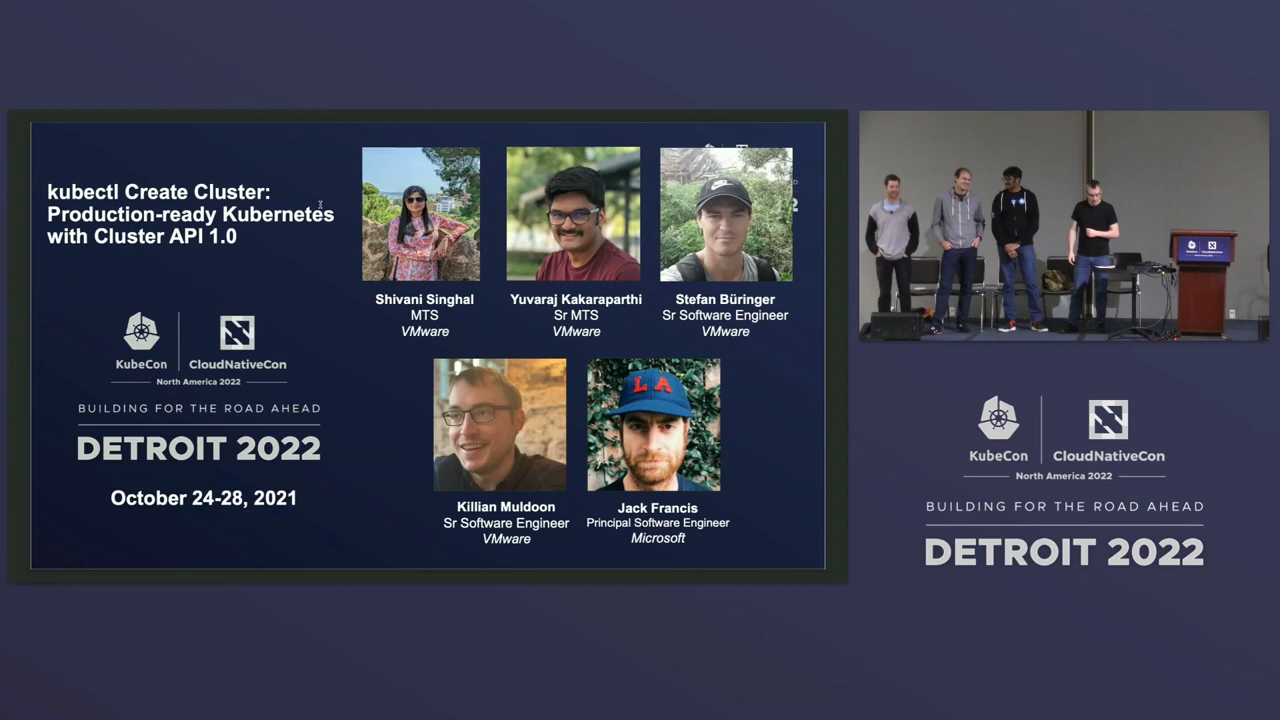 kubectl Create Cluster:
Production-ready Kubernetes
with Cluster API 1.0
KubeCon
CloudNativeCon
North America 2022
BUILDING FOR THE ROAD AHEAD
DETROIT 2022
October 24-28, 2021
Shivani Singhal
MTS
VMware
Yuvaraj Kakaraparthi
Sr MTS
VMware
Stefan Büringer
Sr Software Engineer
VMware
Killian Muldoon
Sr Software Engineer
VMware
LA
Jack Francis
Principal Software Engineer
Microsoft
KubeCon
CloudNativeCon
North America 2022
BUILDING FOR THE ROAD AHEAD
DETROIT 2022